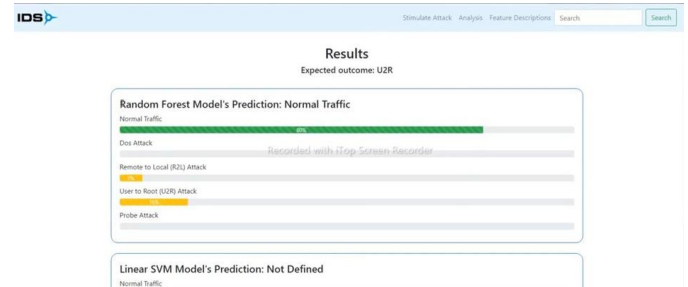 IDS
Stimulate Attack Analysis Feature Descriptions Search Search
Results
Expected outcome: U2R
Random Forest Model's Prediction: Normal Traffic
Normal Traffic
Dos Attack
Recorded with iTop Screen Recorder
Remote to Local (R2L) Attack
User to Root (U2R) Attack
Probe Attack
Linear SVM Model's Prediction: Not Defined
Normal Traffic